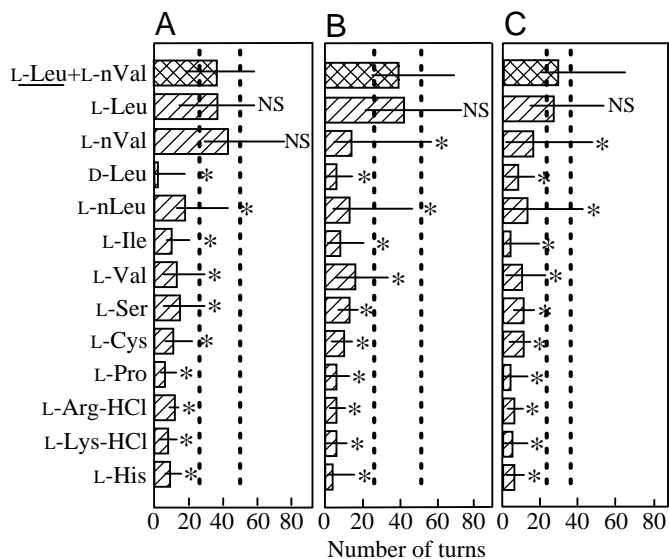 A B C
L-Leu+L-nVal
L-Leu NS NS NS
L-nVal NS * *
D-Leu * * *
L-nLeu * * *
L-Ile * * *
L-Val * * *
L-Ser * * *
L-Cys * * *
L-Pro * * *
L-Arg-HCl * * *
L-Lys-HCl * * *
L-His * * *
0 20 40 60 80 0 20 40 60 80 0 20 40 60 80
Number of turns